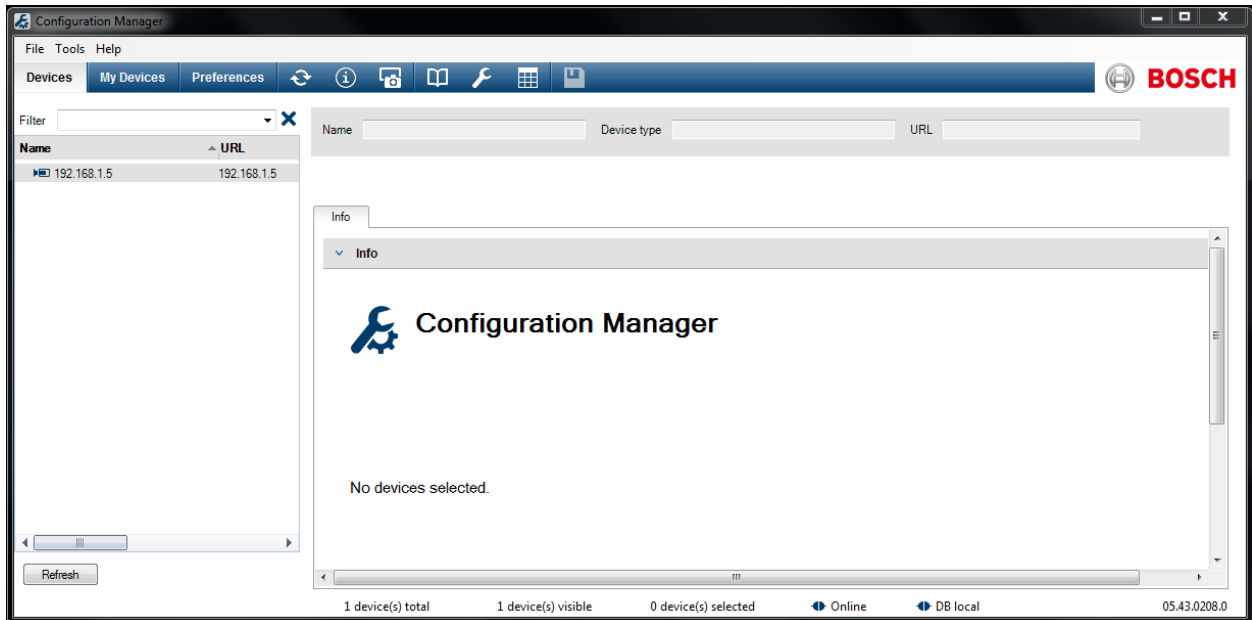 Configuration Manager
File Tools Help
Devices My Devices Preferences BOSCH
Filter
Name Device type URL
Name URL
192.168.1.5 192.168.1.5
Info
Info
Configuration Manager
No devices selected.
Refresh
1 device(s) total 1 device(s) visible 0 device(s) selected Online DB local 05.43.0208.0